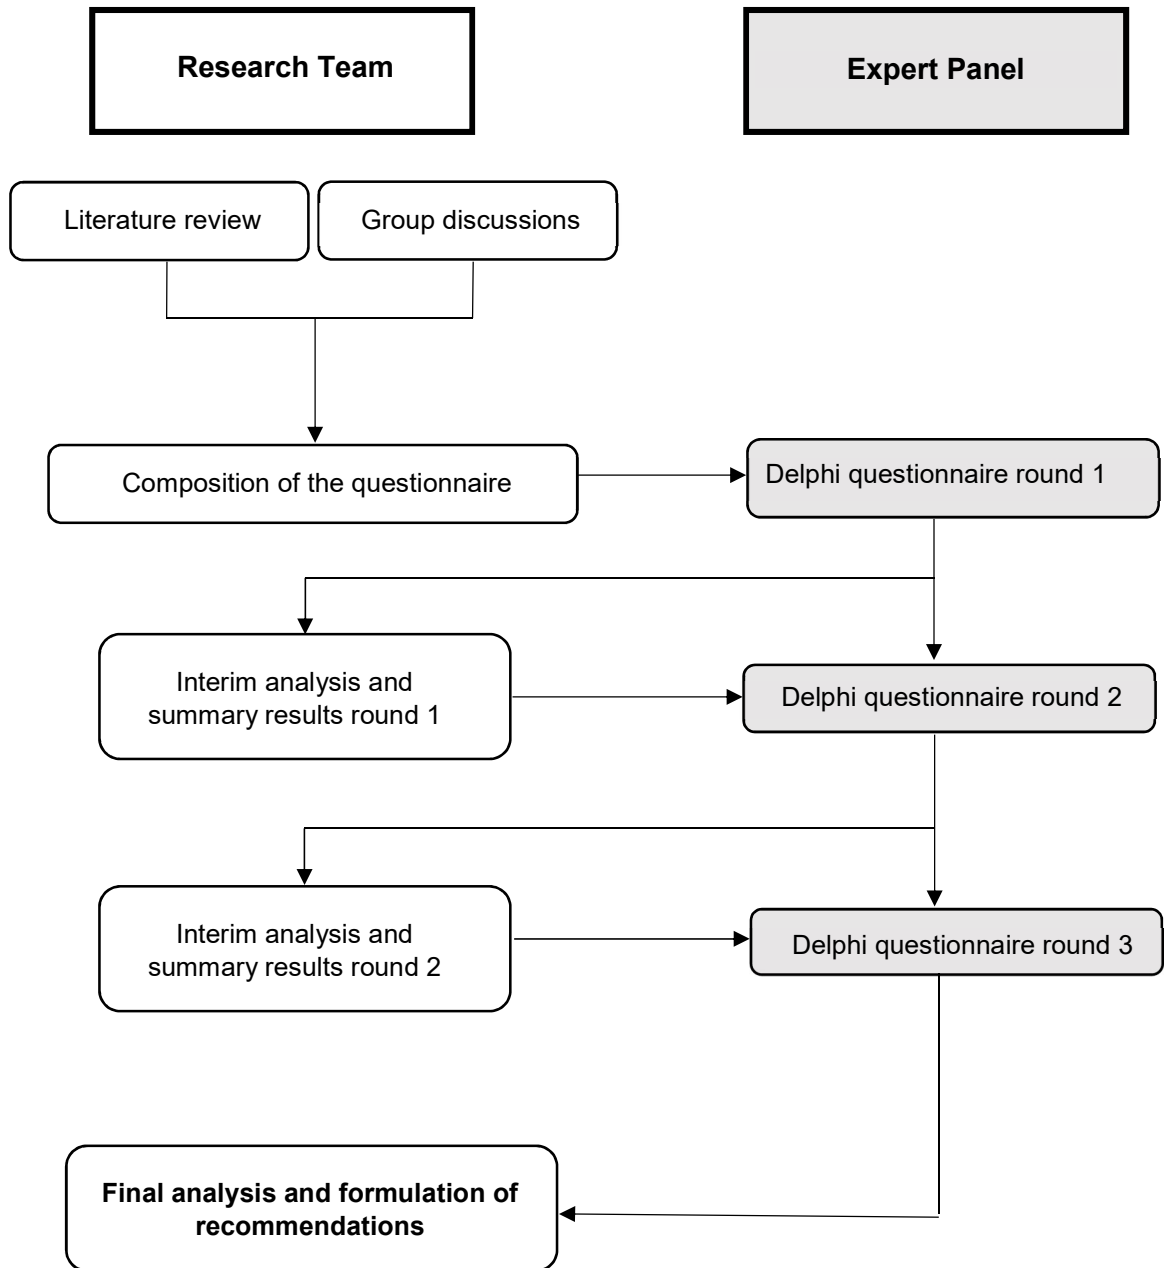 Research Team
Expert Panel
Literature review
Group discussions
Composition of the questionnaire
Delphi questionnaire round 1
Interim analysis and
summary results round 1
Delphi questionnaire round 2
Interim analysis and
summary results round 2
Delphi questionnaire round 3
Final analysis and formulation of
recommendations